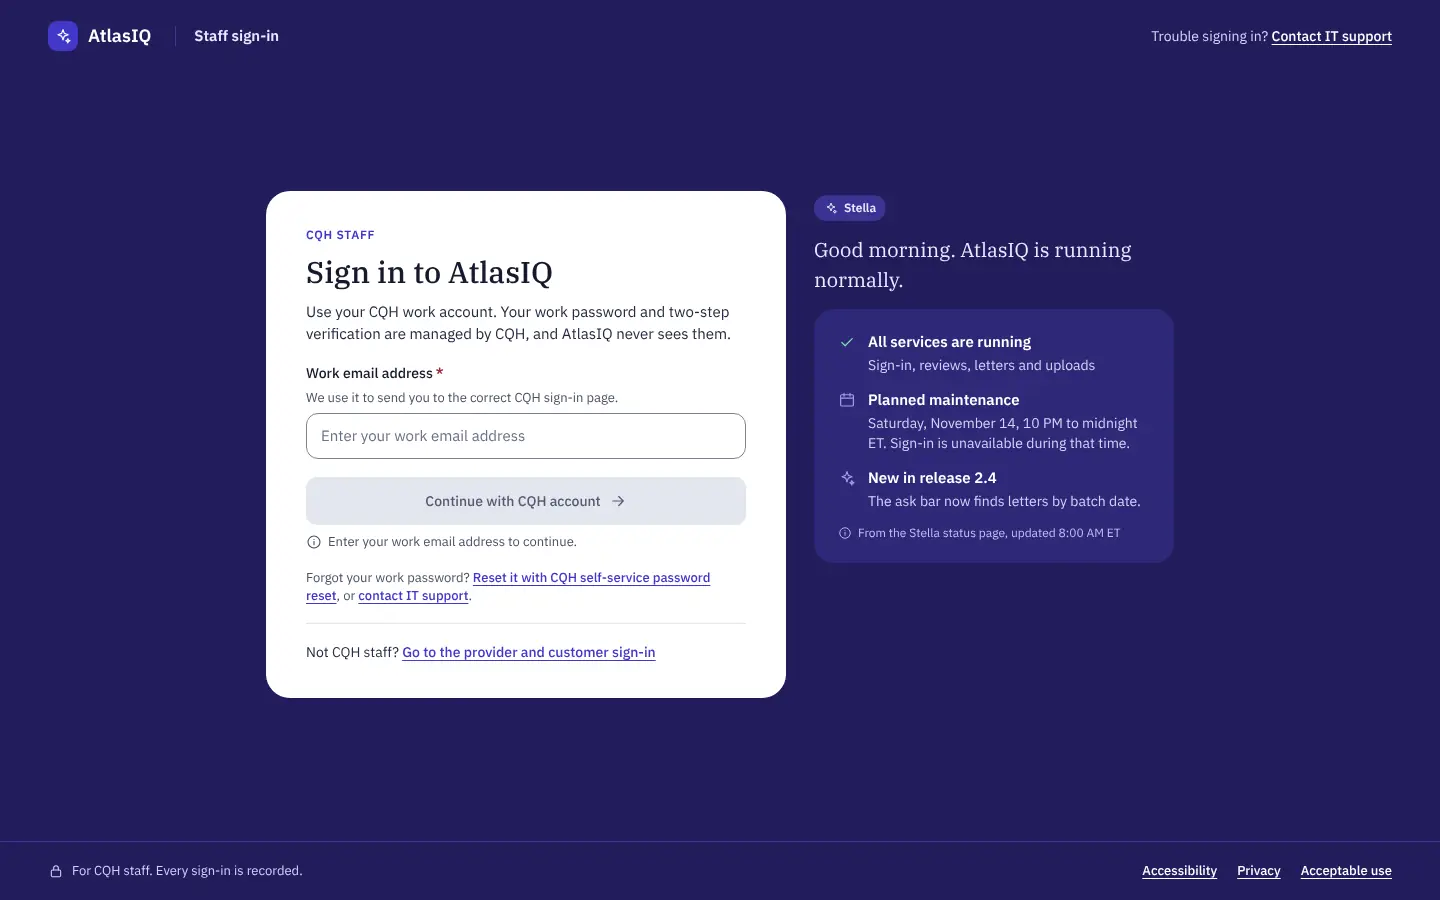 AtlasIQ
Staff sign-in
Trouble signing in? Contact IT support
CQH STAFF
Sign in to AtlasIQ
Use your CQH work account. Your work password and two-step
verification are managed by CQH, and AtlasIQ never sees them.
Work email address *
We use it to send you to the correct CQH sign-in page.
Enter your work email address
Continue with CQH account
Enter your work email address to continue.
Forgot your work password? Reset it with CQH self-service password
reset, or contact IT support.
Not CQH staff? Go to the provider and customer sign-in
Stella
Good morning. AtlasIQ is running
normally.
All services are running
Sign-in, reviews, letters and uploads
Planned maintenance
Saturday, November 14, 10 PM to midnight
ET. Sign-in is unavailable during that time.
New in release 2.4
The ask bar now finds letters by batch date.
From the Stella status page, updated 8:00 AM ET
For CQH staff. Every sign-in is recorded.
Accessibility
Privacy
Acceptable use